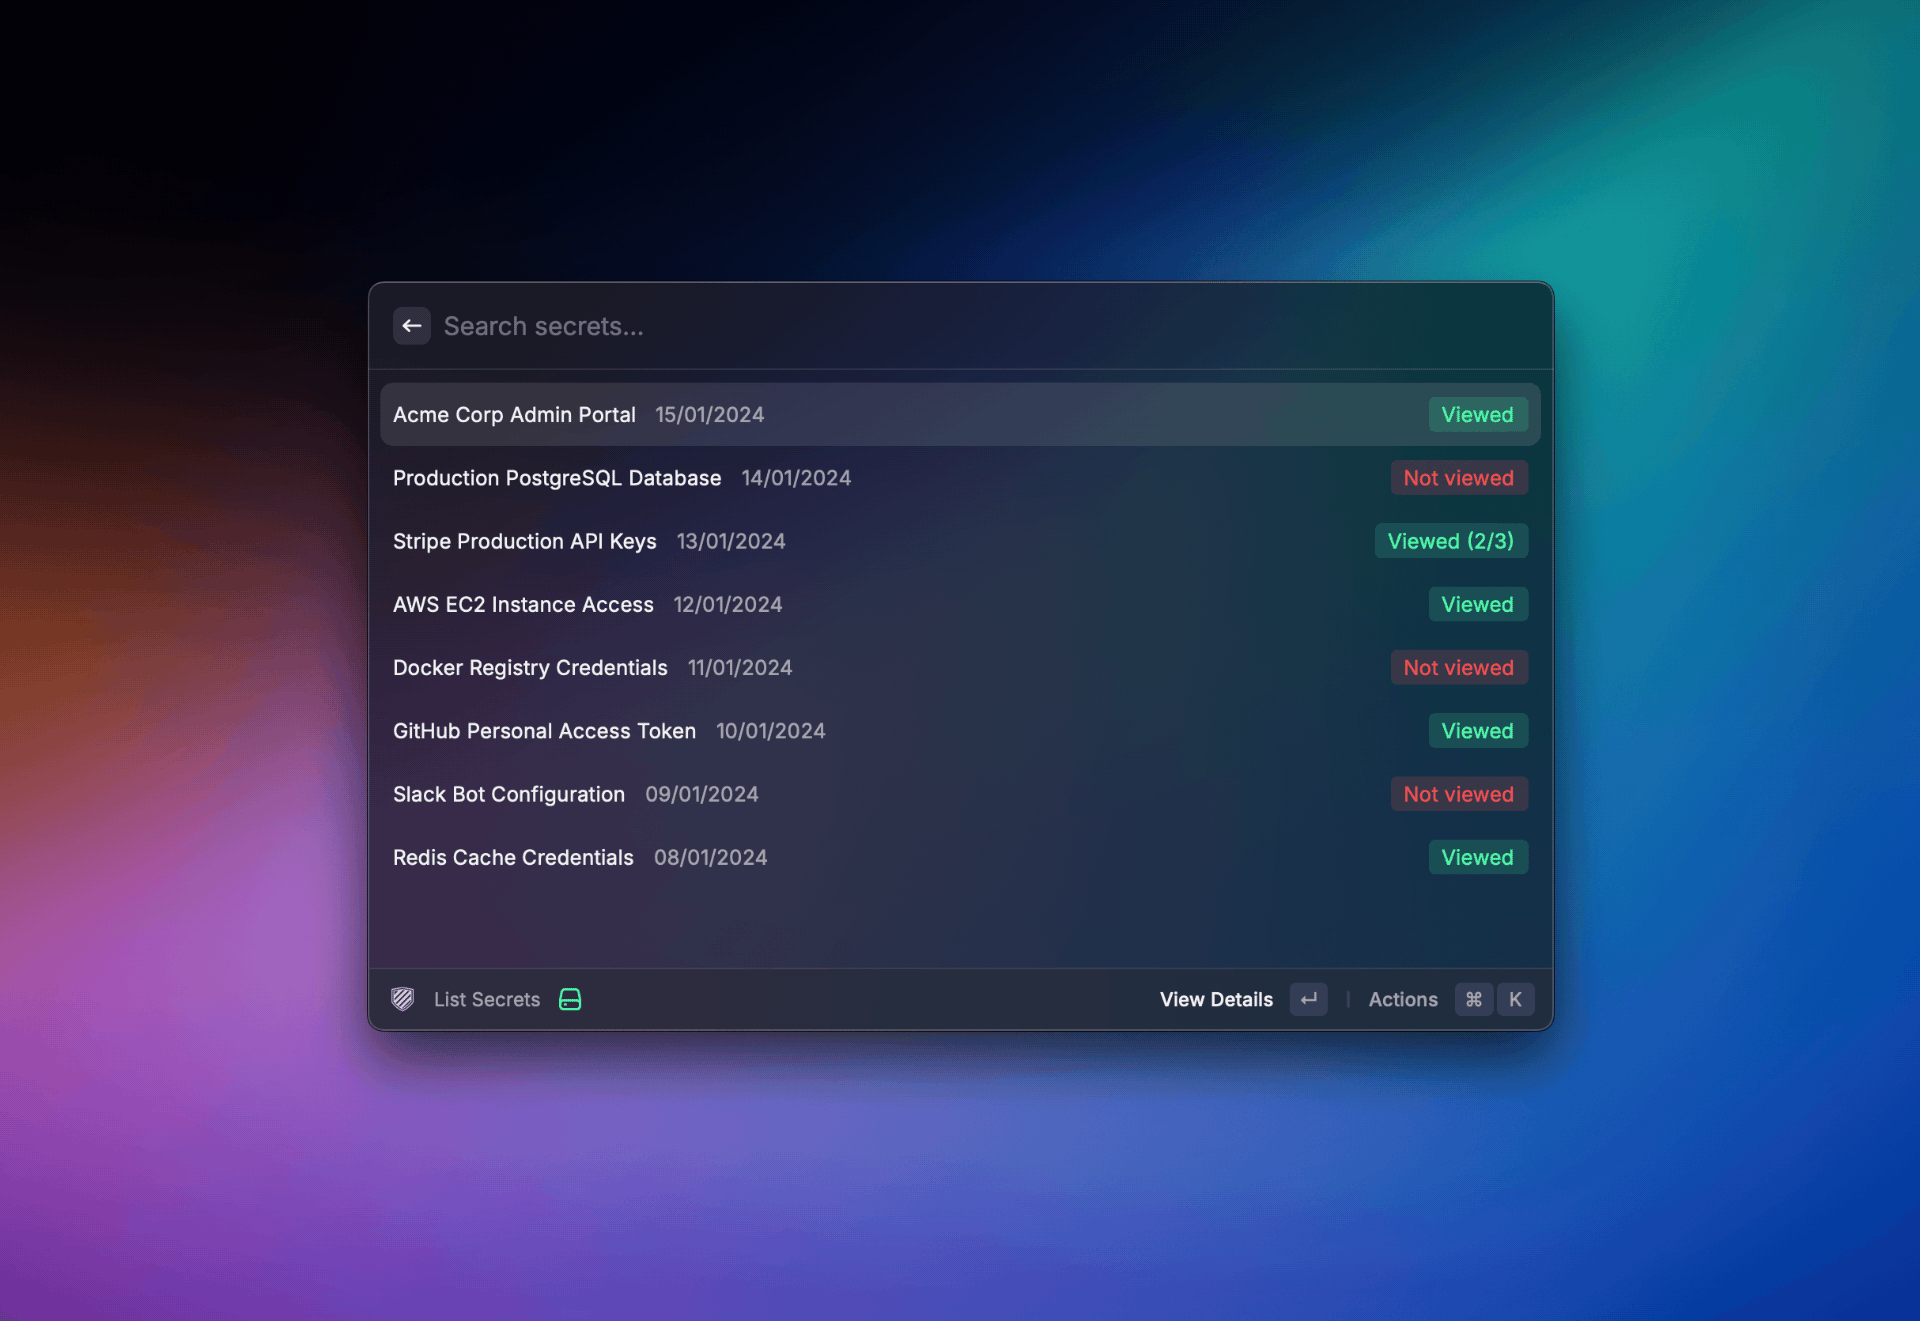 Search secrets...
Acme Corp Admin Portal 15/01/2024 Viewed
Production PostgreSQL Database 14/01/2024 Not viewed
Stripe Production API Keys 13/01/2024 Viewed (2/3)
AWS EC2 Instance Access 12/01/2024 Viewed
Docker Registry Credentials 11/01/2024 Not viewed
GitHub Personal Access Token 10/01/2024 Viewed
Slack Bot Configuration 09/01/2024 Not viewed
Redis Cache Credentials 08/01/2024 Viewed
List Secrets View Details ↵ Actions ⌘ K